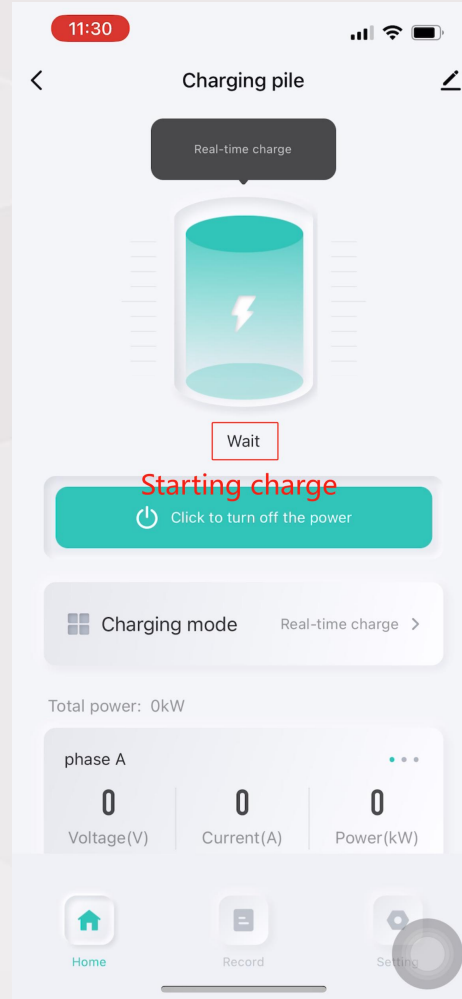 11:30
Charging pile
Real-time charge
Wait
Starting charge
Click to turn off the power
Charging mode Real-time charge
Total power: 0kW
phase A
0 0 0
Voltage(V) Current(A) Power(kW)
Home Record Setting